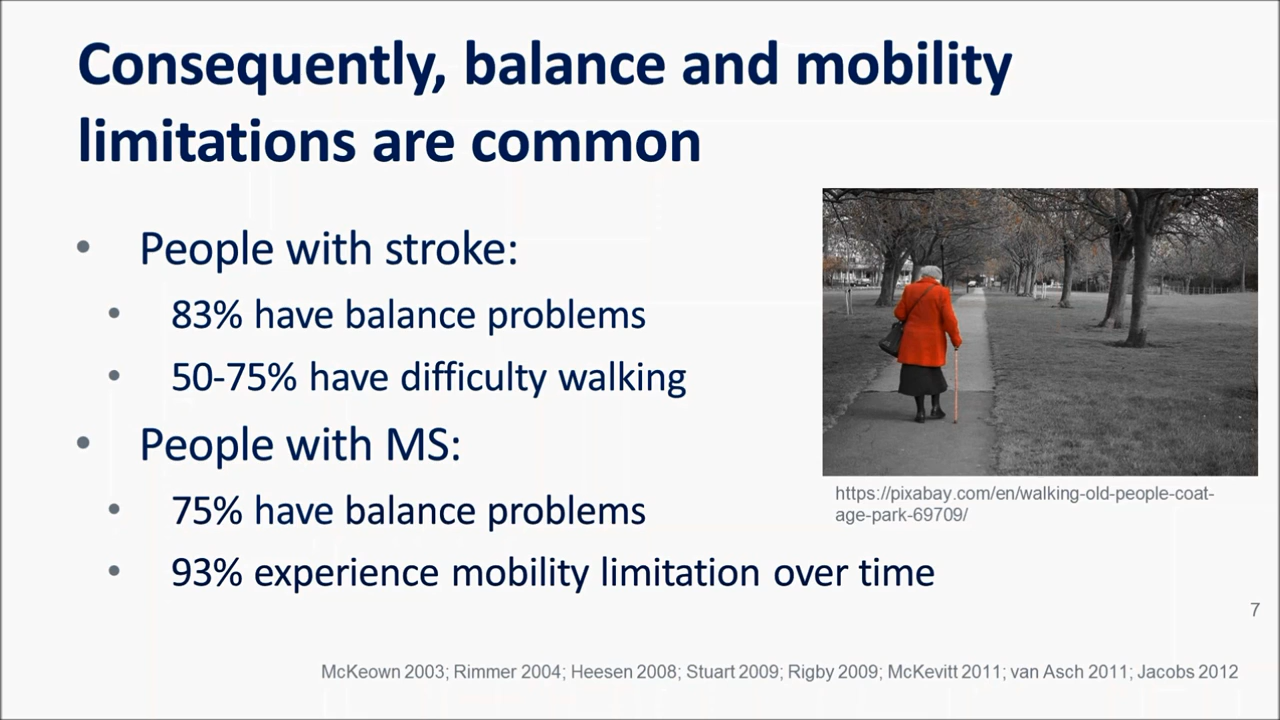 Consequently, balance and mobility
limitations are common
• People with stroke:
• 83% have balance problems
• 50-75% have difficulty walking
• People with MS:
• 75% have balance problems
• 93% experience mobility limitation over time
https://pixabay.com/en/walking-old-people-coat-
age-park-69709/
7
McKeown 2003; Rimmer 2004; Heesen 2008; Stuart 2009; Rigby 2009; McKevitt 2011; van Asch 2011; Jacobs 2012